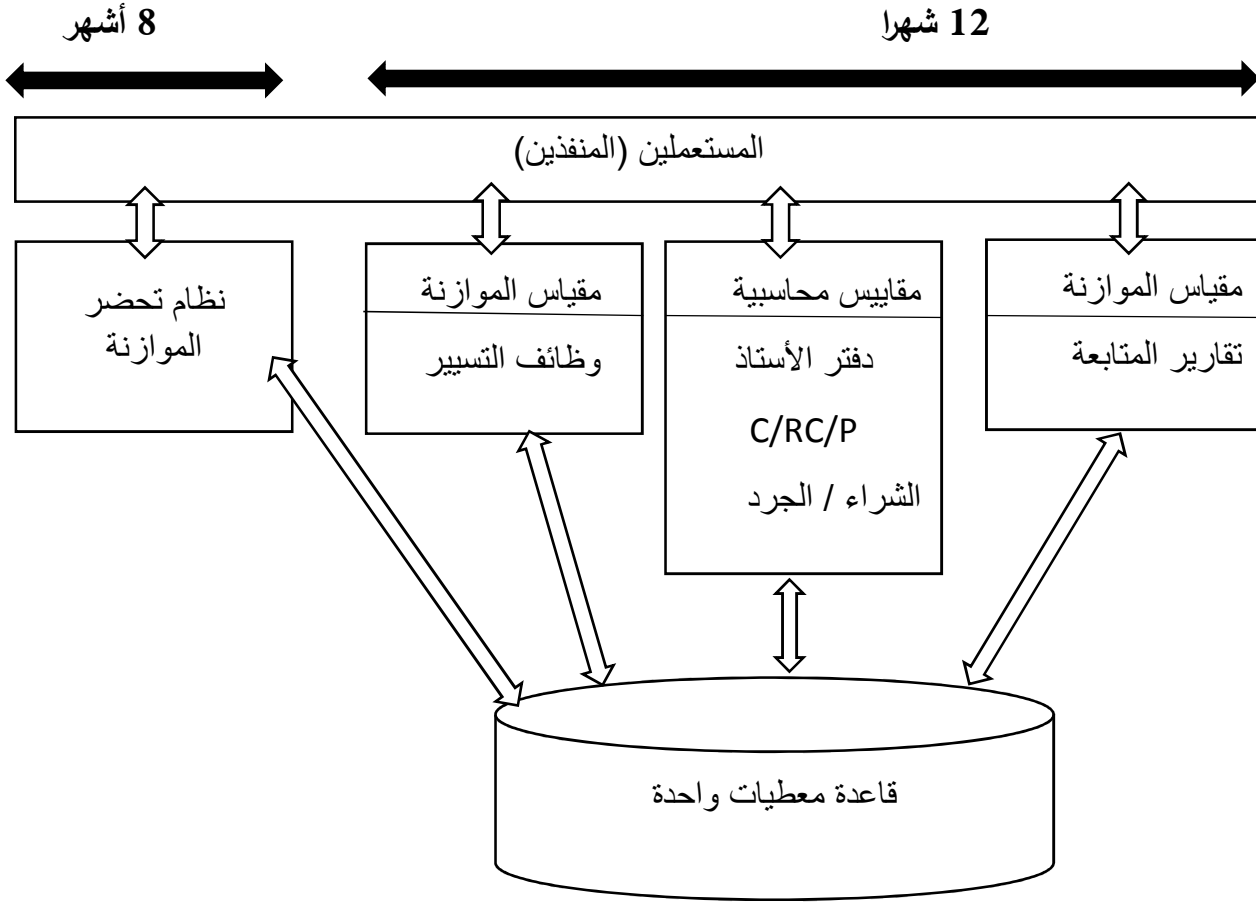 12 شهرا
8 أشهر
المستعملين (المنفذين)
مقياس الموازنة
تقارير المتابعة
مقاييس محاسبية
دفتر الأستاذ
C/RC/P
الشراء / الجرد
مقياس الموازنة
وظائف التسيير
نظام تحضر
الموازنة
قاعدة معطيات واحدة